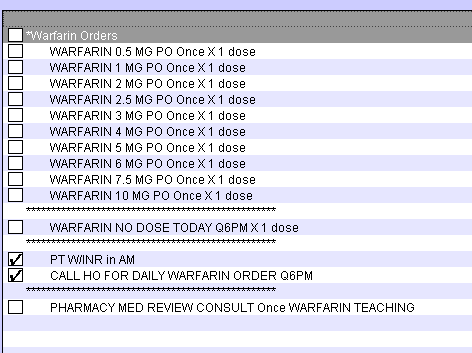 *Warfarin Orders
WARFARIN 0.5 MG PO Once X 1 dose
WARFARIN 1 MG PO Once X 1 dose
WARFARIN 2 MG PO Once X 1 dose
WARFARIN 2.5 MG PO Once X 1 dose
WARFARIN 3 MG PO Once X 1 dose
WARFARIN 4 MG PO Once X 1 dose
WARFARIN 5 MG PO Once X 1 dose
WARFARIN 6 MG PO Once X 1 dose
WARFARIN 7.5 MG PO Once X 1 dose
WARFARIN 10 MG PO Once X 1 dose
**************************************************
WARFARIN NO DOSE TODAY Q6PM X 1 dose
**************************************************
PT W/INR in AM
CALL HO FOR DAILY WARFARIN ORDER Q6PM
**************************************************
PHARMACY MED REVIEW CONSULT Once WARFARIN TEACHING